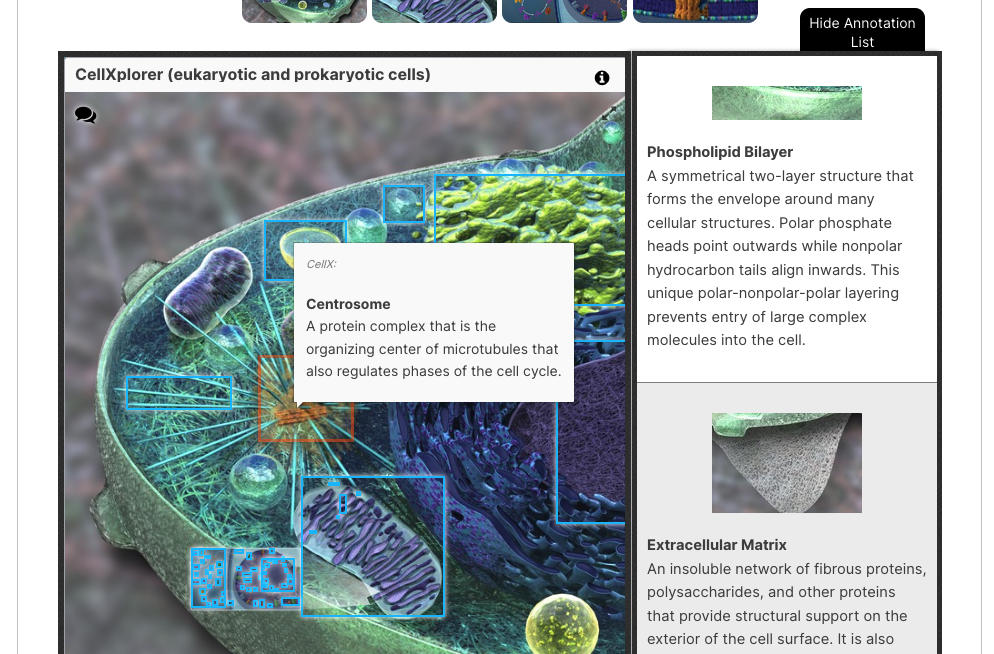 Hide Annotation
List
CellXplorer (eukaryotic and prokaryotic cells)
CellX:
Centrosome
A protein complex that is the
organizing center of microtubules that
also regulates phases of the cell cycle.
Phospholipid Bilayer
A symmetrical two-layer structure that
forms the envelope around many
cellular structures. Polar phosphate
heads point outwards while nonpolar
hydrocarbon tails align inwards. This
unique polar-nonpolar-polar layering
prevents entry of large complex
molecules into the cell.
Extracellular Matrix
An insoluble network of fibrous proteins,
polysaccharides, and other proteins
that provide structural support on the
exterior of the cell surface. It is also